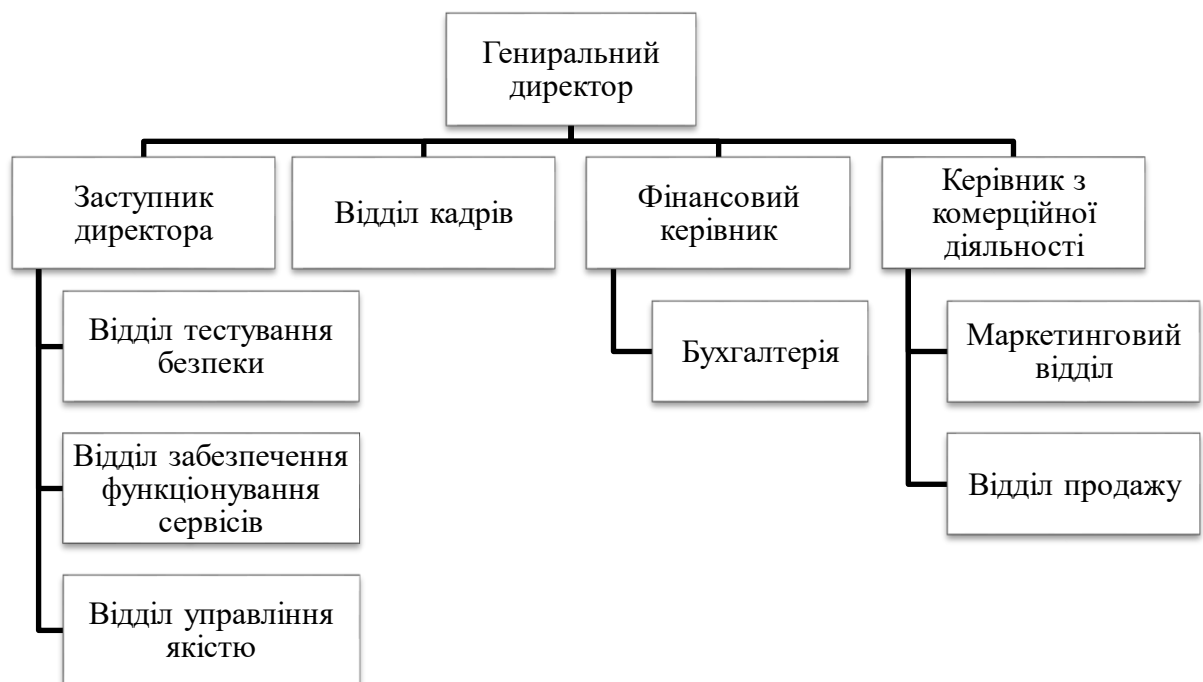 Гениральний
директор
Заступник
директора
Відділ кадрів
Фінансовий
керівник
Керівник з
комерційної
діяльності
Відділ тестування
безпеки
Відділ забезпечення
функціонування
сервісів
Відділ управління
якістю
Бухгалтерія
Маркетинговий
відділ
Відділ продажу